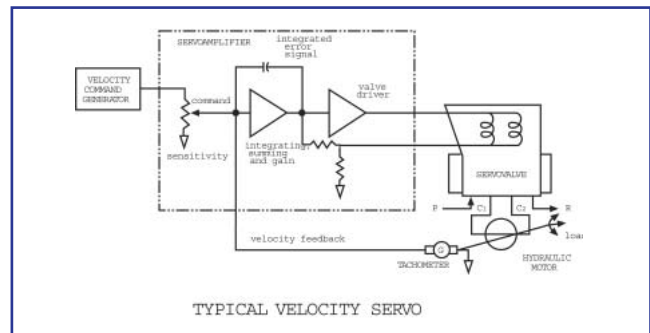 SERVOAMPLIFIER
integrated
error
signal
VELOCITY
COMMAND
GENERATOR
command
valve
driver
sensitivity
integrating,
summing
and gain
SERVOVALVE
P
C1
C2
R
load
velocity feedback
G
TACHOMETER
HYDRAULIC
MOTOR
TYPICAL VELOCITY SERVO